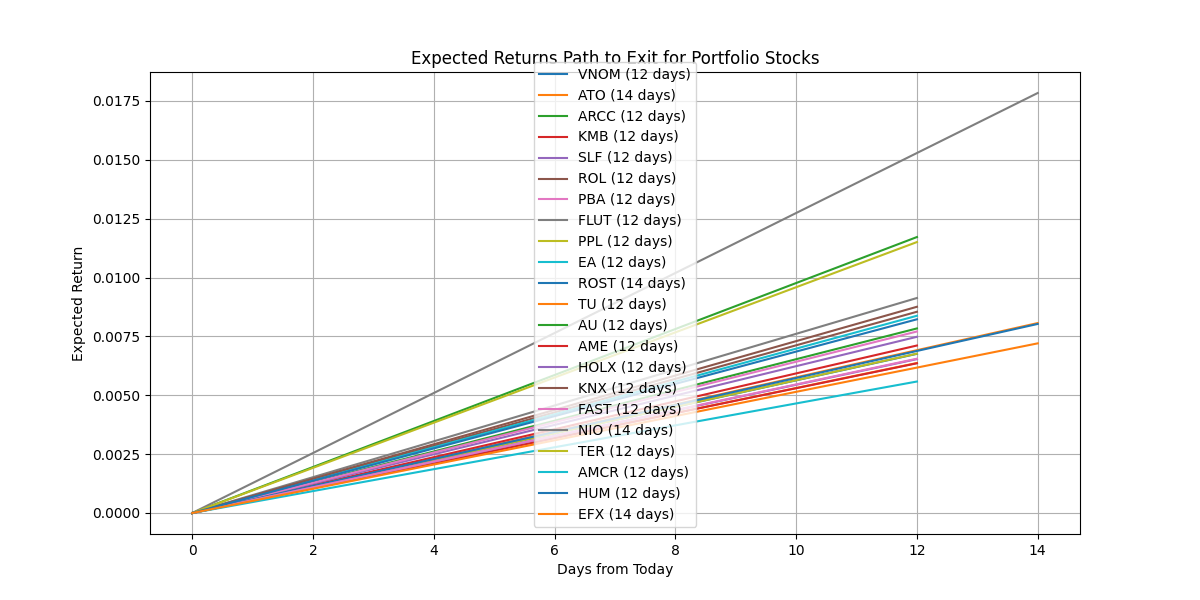 Expected Returns Path to Exit for Portfolio Stocks
VNOM (12 days)
ATO (14 days)
ARCC (12 days)
KMB (12 days)
SLF (12 days)
ROL (12 days)
PBA (12 days)
FLUT (12 days)
PPL (12 days)
EA (12 days)
ROST (14 days)
TU (12 days)
AU (12 days)
AME (12 days)
HOLX (12 days)
KNX (12 days)
FAST (12 days)
NIO (14 days)
TER (12 days)
AMCR (12 days)
HUM (12 days)
EFX (14 days)
0.0175
0.0150
0.0125
0.0100
0.0075
0.0050
0.0025
0.0000
Expected Return
0 2 4 6 8 10 12 14
Days from Today